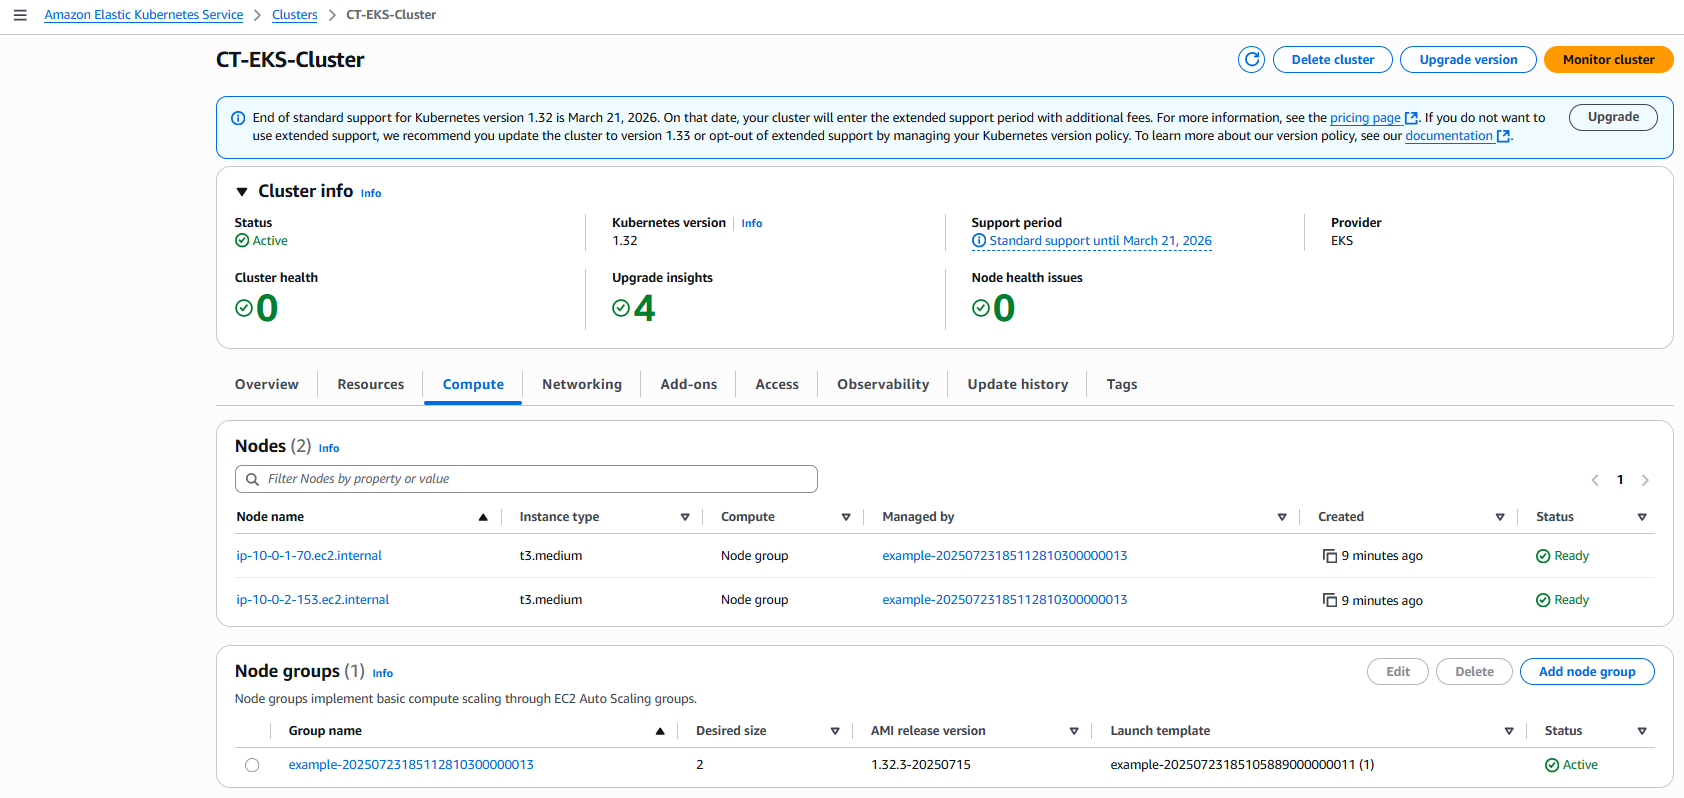 Amazon Elastic Kubernetes Service > Clusters > CT-EKS-Cluster
CT-EKS-Cluster
Delete cluster
Upgrade version
Monitor cluster
End of standard support for Kubernetes version 1.32 is March 21, 2026. On that date, your cluster will enter the extended support period with additional fees. For more information, see the pricing page. If you do not want to
use extended support, we recommend you update the cluster to version 1.33 or opt-out of extended support by managing your Kubernetes version policy. To learn more about our version policy, see our documentation.
Upgrade
Cluster info Info
Status
Active
Kubernetes version Info
1.32
Support period
Standard support until March 21, 2026
Provider
EKS
Cluster health
0
Upgrade insights
4
Node health issues
0
Overview Resources Compute Networking Add-ons Access Observability Update history Tags
Nodes (2) Info
Filter Nodes by property or value
1
Node name Instance type Compute Managed by Created Status
ip-10-0-1-70.ec2.internal t3.medium Node group example-20250723185112810300000013 9 minutes ago Ready
ip-10-0-2-153.ec2.internal t3.medium Node group example-20250723185112810300000013 9 minutes ago Ready
Node groups (1) Info
Edit
Delete
Add node group
Node groups implement basic compute scaling through EC2 Auto Scaling groups.
Group name Desired size AMI release version Launch template Status
example-20250723185112810300000013 2 1.32.3-20250715 example-20250723185105889000000011 (1) Active